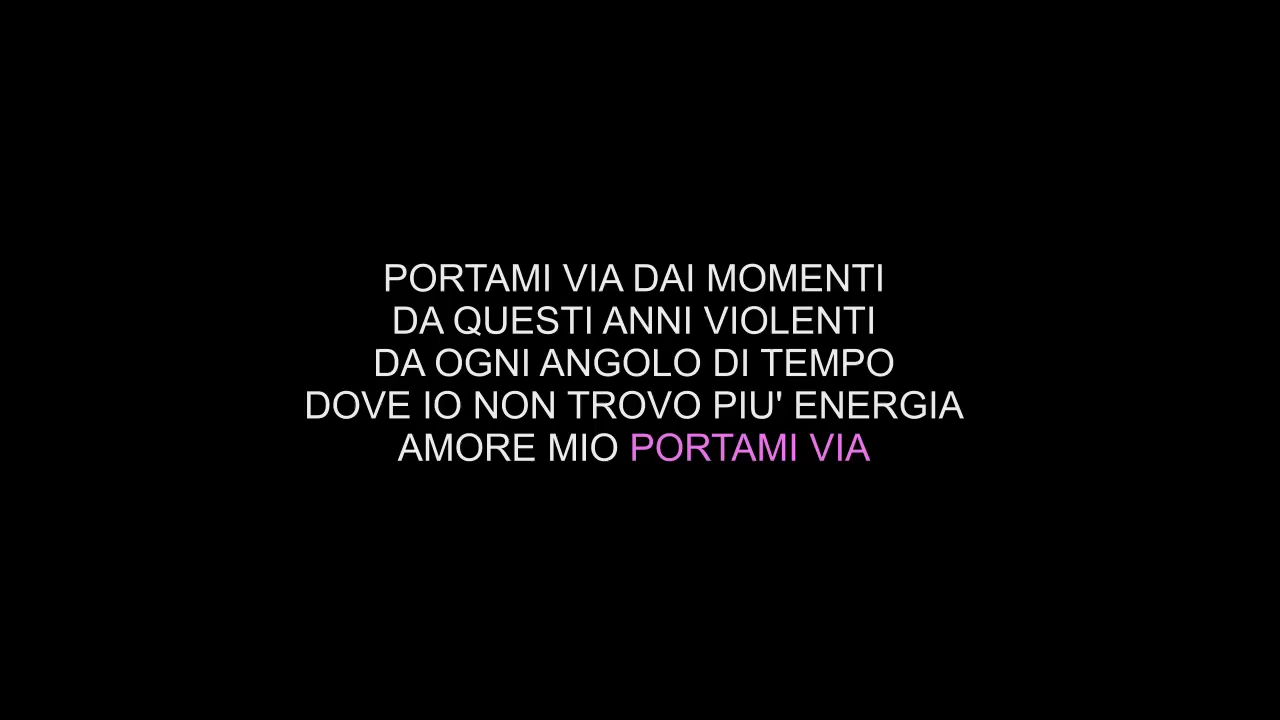 PORTAMI VIA DAI MOMENTI
DA QUESTI ANNI VIOLENTI
DA OGNI ANGOLO DI TEMPO
DOVE IO NON TROVO PIU' ENERGIA
AMORE MIO PORTAMI VIA